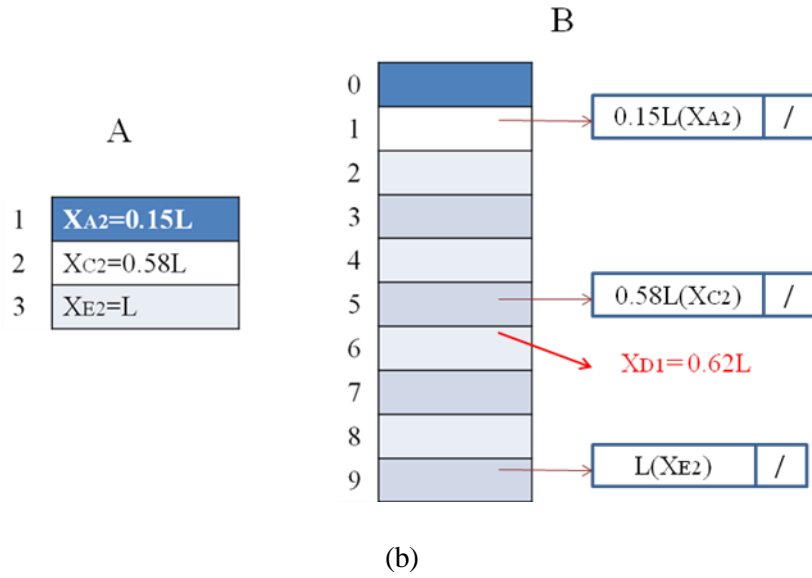 B
A
0
1
2
3
4
5
6
7
8
9
0.15L(XA2) /
0.58L(XC2) /
XD1=0.62L
L(XE2) /
1 XA2=0.15L
2 XC2=0.58L
3 XE2=L
(b)